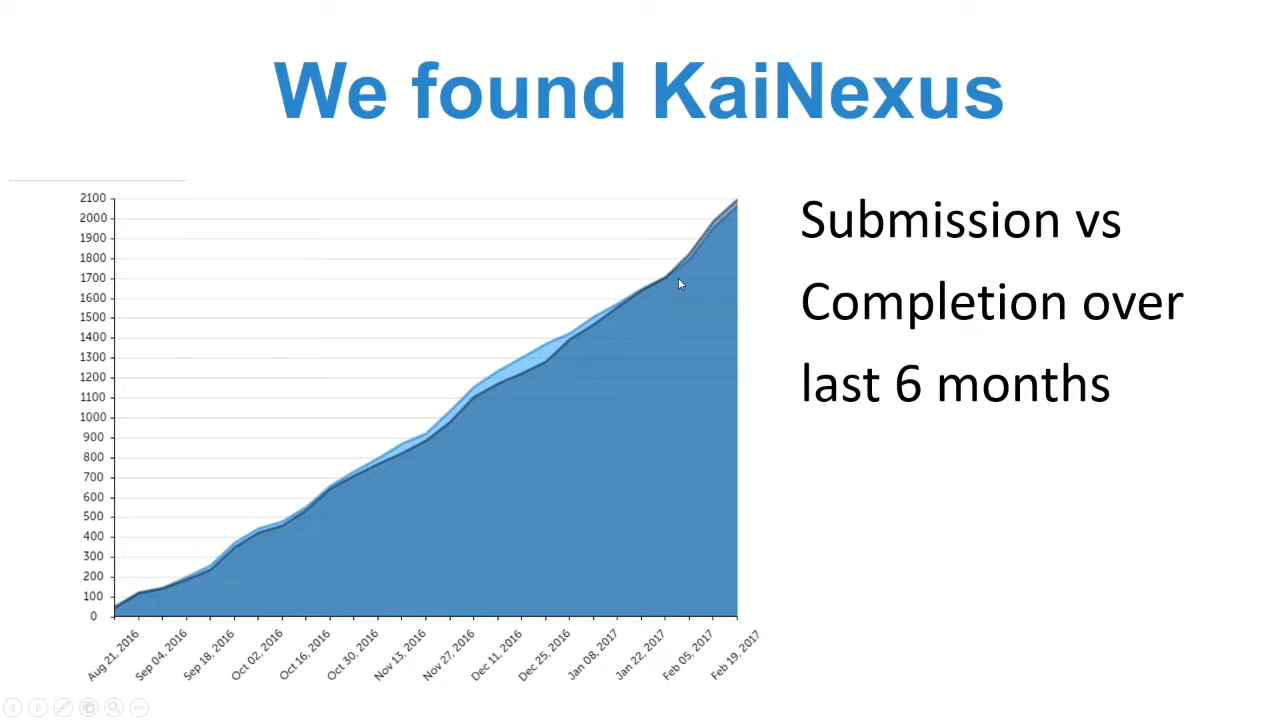 We found KaiNexus
Submission vs
Completion over
last 6 months
2100
2000
1900
1800
1700
1600
1500
1400
1300
1200
1100
1000
900
800
700
600
500
400
300
200
100
0
Aug 21, 2016
Sep 04, 2016
Sep 18, 2016
Oct 02, 2016
Oct 16, 2016
Oct 30, 2016
Nov 13, 2016
Nov 27, 2016
Dec 11, 2016
Dec 25, 2016
Jan 08, 2017
Jan 22, 2017
Feb 05, 2017
Feb 19, 2017